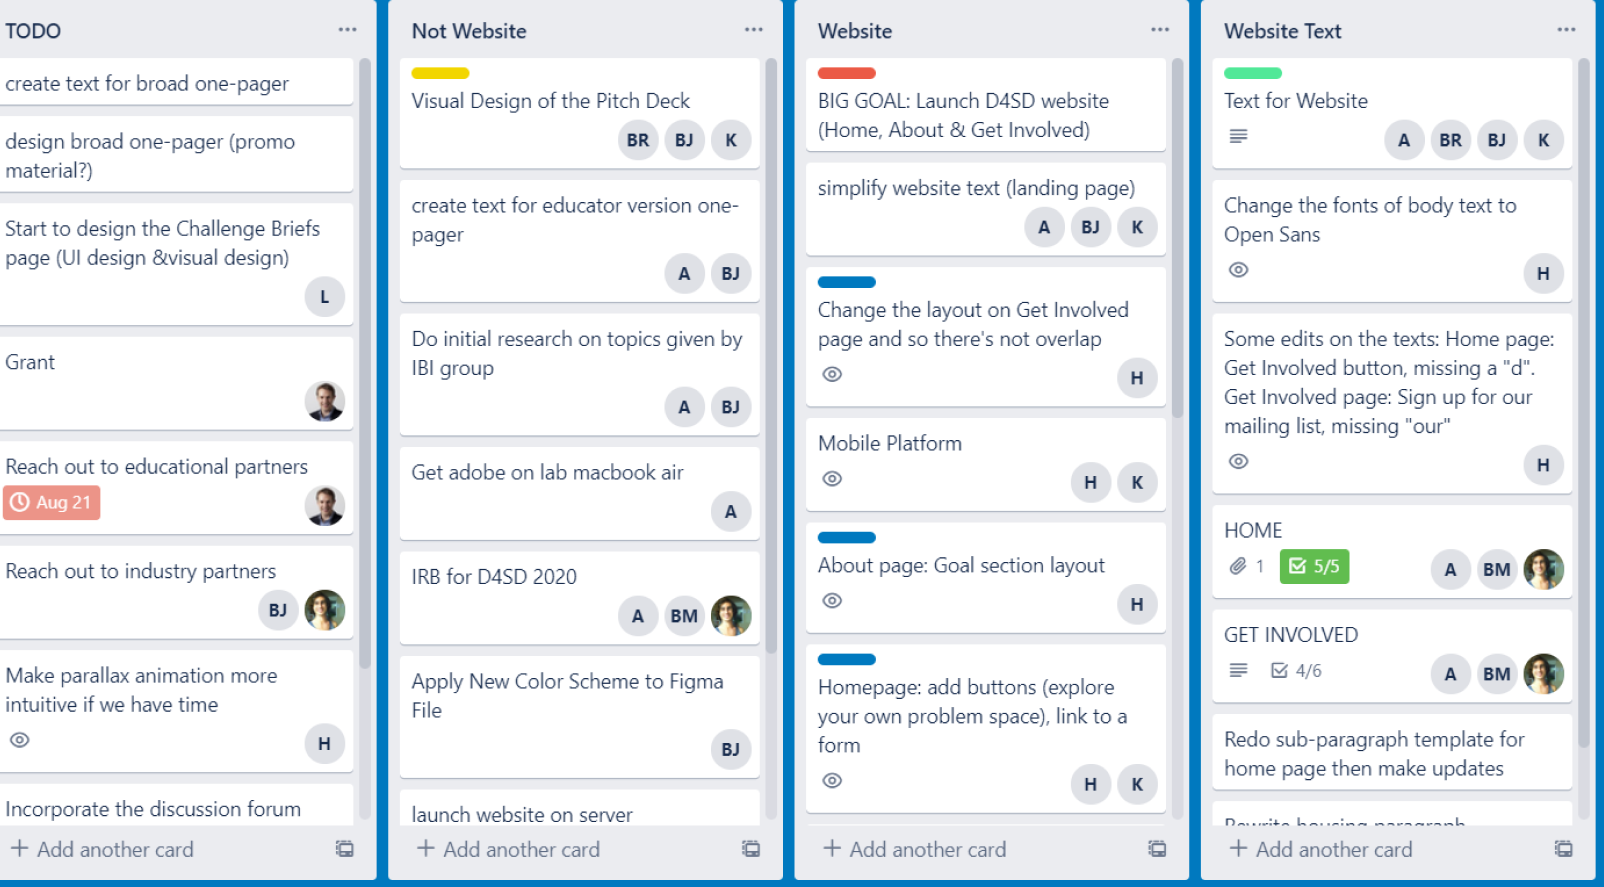 TODO
create text for broad one-pager
design broad one-pager (promo
material?)
Start to design the Challenge Briefs
page (UI design &visual design)
L
Grant
Reach out to educational partners
Aug 21
Reach out to industry partners
BJ
Make parallax animation more
intuitive if we have time
H
Incorporate the discussion forum
+ Add another card
Not Website
Visual Design of the Pitch Deck
BR BJ K
create text for educator version one-
pager
A BJ
Do initial research on topics given by
IBI group
A BJ
Get adobe on lab macbook air
A
IRB for D4SD 2020
A BM
Apply New Color Scheme to Figma
File
BJ
launch website on server
+ Add another card
Website
BIG GOAL: Launch D4SD website
(Home, About & Get Involved)
simplify website text (landing page)
A BJ K
Change the layout on Get Involved
page and so there's not overlap
H
Mobile Platform
H K
About page: Goal section layout
H
Homepage: add buttons (explore
your own problem space), link to a
form
H K
+ Add another card
Website Text
Text for Website
A BR BJ K
Change the fonts of body text to
Open Sans
H
Some edits on the texts: Home page:
Get Involved button, missing a "d".
Get Involved page: Sign up for our
mailing list, missing "our"
H
HOME
1 5/5 A BM
GET INVOLVED
4/6 A BM
Redo sub-paragraph template for
home page then make updates
Rewrite housing paragraph
+ Add another card